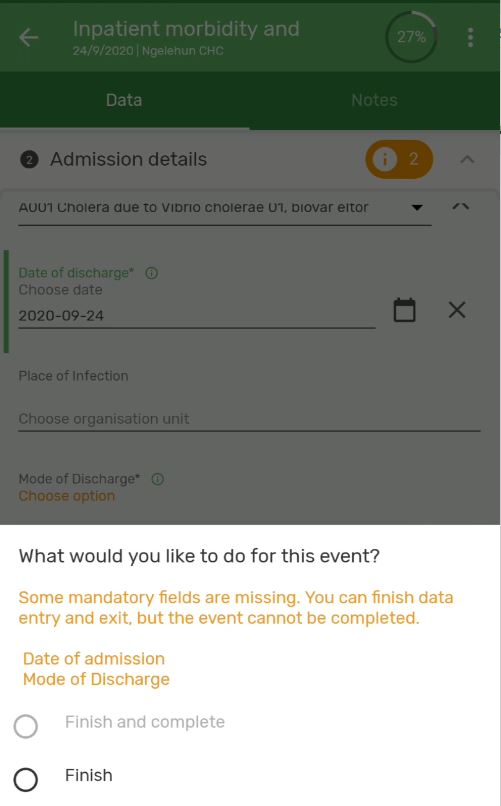 Inpatient morbidity and
24/9/2020 | Ngelehun CHC
27%
Data
Notes
2 Admission details
i 2
A001 Cholera due to Vibrio cholerae 01, biovar eltor
Date of discharge*
Choose date
2020-09-24
Place of Infection
Choose organisation unit
Mode of Discharge*
Choose option
What would you like to do for this event?
Some mandatory fields are missing. You can finish data
entry and exit, but the event cannot be completed.
Date of admission
Mode of Discharge
Finish and complete
Finish